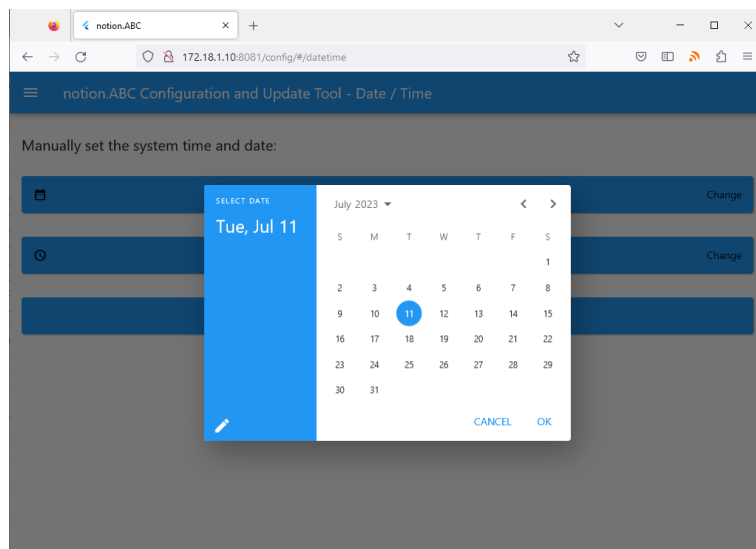 notion.ABC
172.18.1.10:8081/config/#/datetime
notion.ABC Configuration and Update Tool - Date / Time
Manually set the system time and date:
Change
Change
SELECT DATE
Tue, Jul 11
July 2023
S M T W T F S
1
2 3 4 5 6 7 8
9 10 11 12 13 14 15
16 17 18 19 20 21 22
23 24 25 26 27 28 29
30 31
CANCEL OK